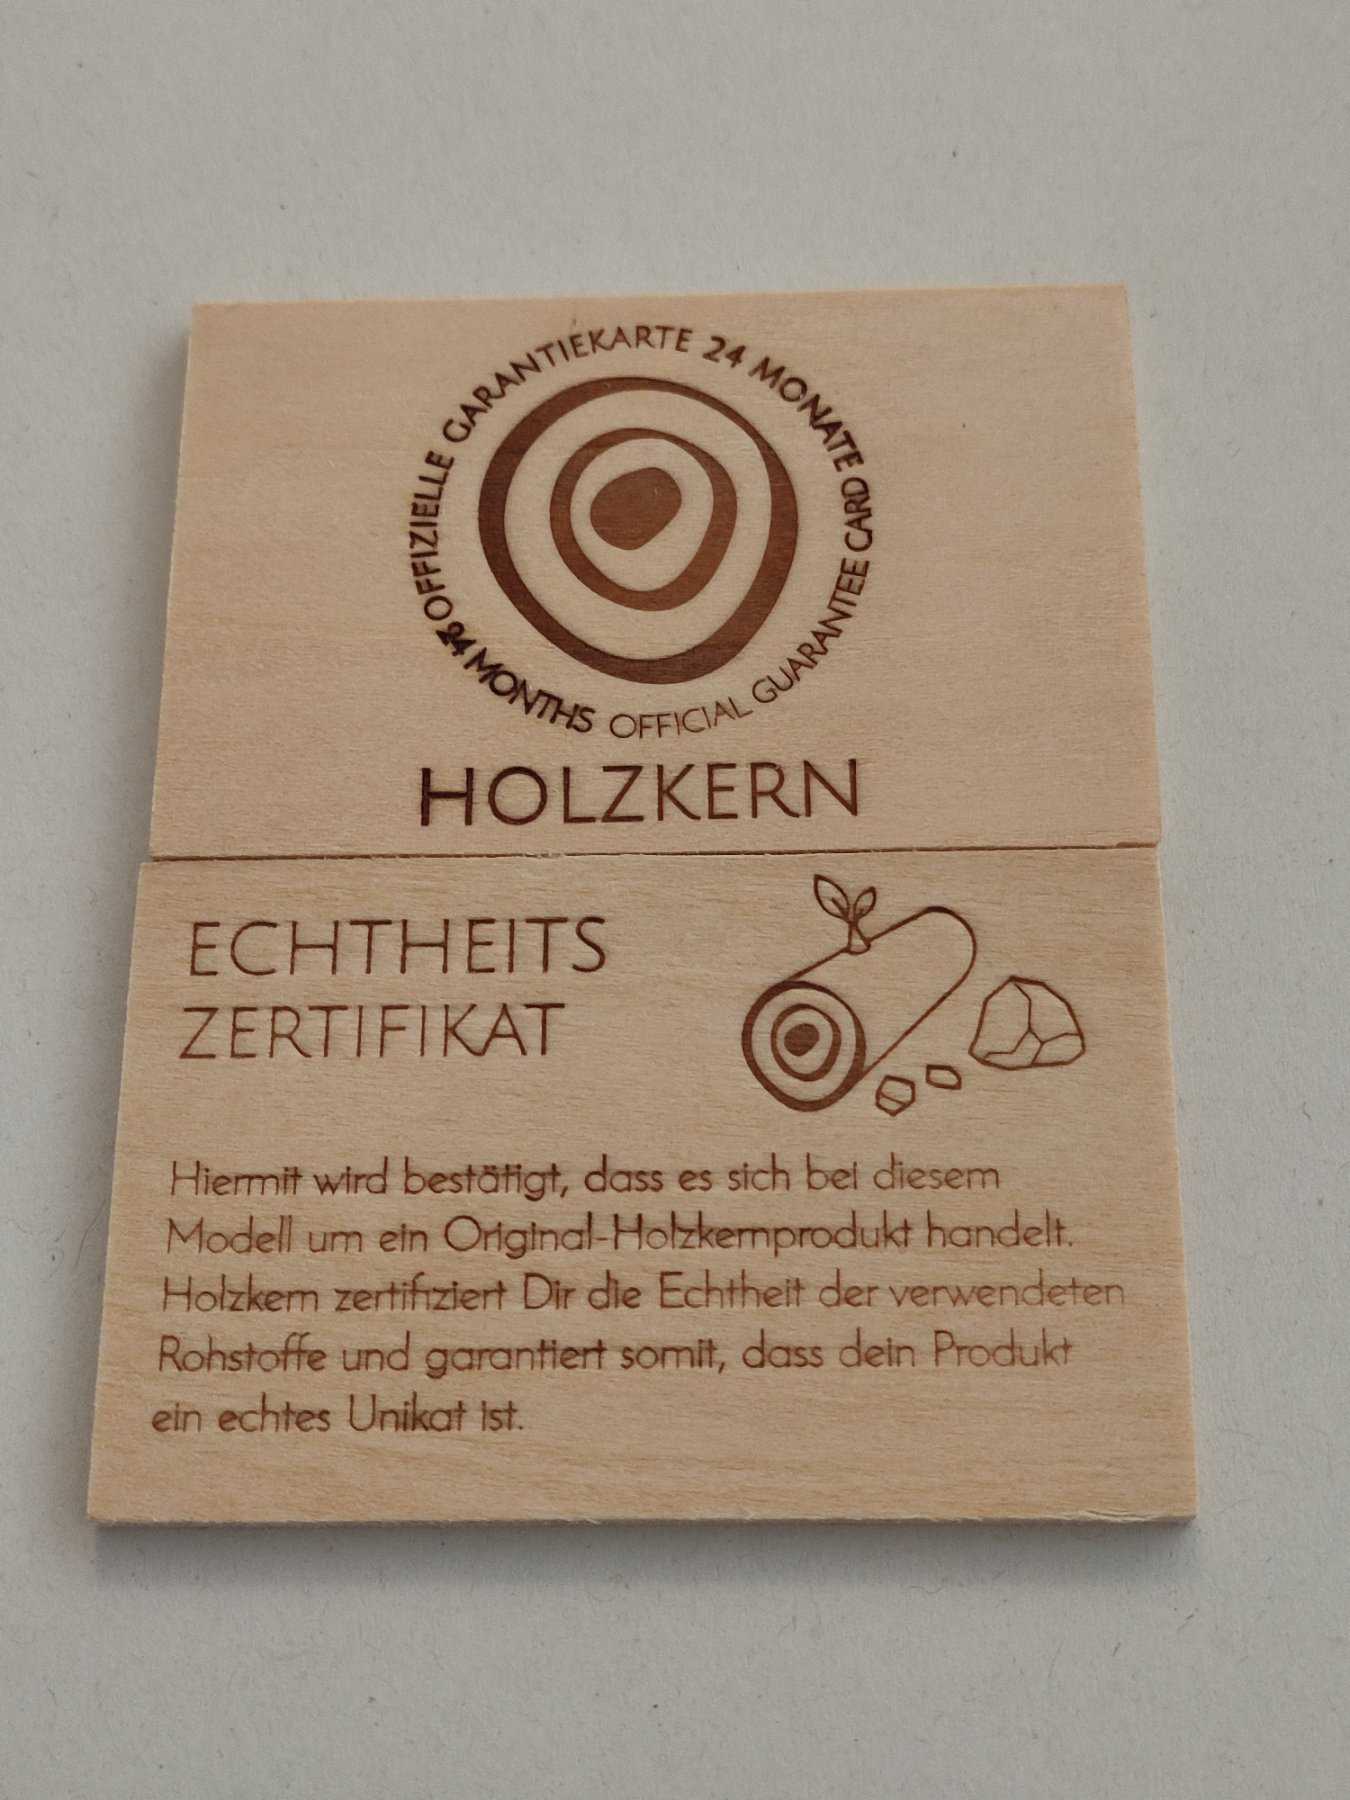 OFFIZIELLE GARANTIEKARTE 24 MONATE
24 MONTHS OFFICIAL GUARANTEE CARD
HOLZKERN
ECHTHEITS
ZERTIFIKAT
Hiermit wird bestätigt, dass es sich bei diesem
Modell um ein Original-Holzkernprodukt handelt.
Holzkern zertifiziert Dir die Echtheit der verwendeten
Rohstoffe und garantiert somit, dass dein Produkt
ein echtes Unikat ist.